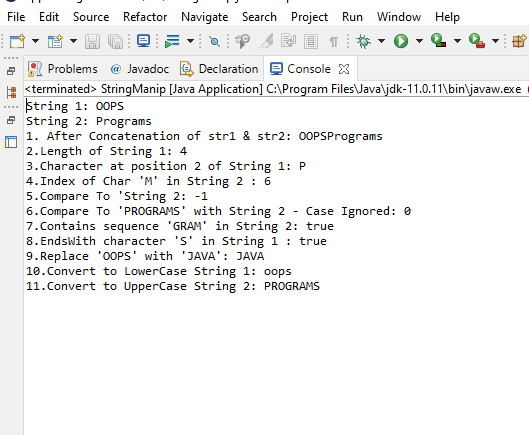 File Edit Source Refactor Navigate Search Project Run Window Help
Problems @ Javadoc Declaration Console
<terminated> StringManip [Java Application] C:\Program Files\Java\jdk-11.0.11\bin\javaw.exe (
String 1: OOPS
String 2: Programs
1. After Concatenation of str1 & str2: OOPSPrograms
2.Length of String 1: 4
3.Character at position 2 of String 1: P
4.Index of Char 'M' in String 2 : 6
5.Compare To 'String 2: -1
6.Compare To 'PROGRAMS' with String 2 - Case Ignored: 0
7.Contains sequence 'GRAM' in String 2: true
8.EndsWith character 'S' in String 1 : true
9.Replace 'OOPS' with 'JAVA': JAVA
10.Convert to LowerCase String 1: oops
11.Convert to UpperCase String 2: PROGRAMS